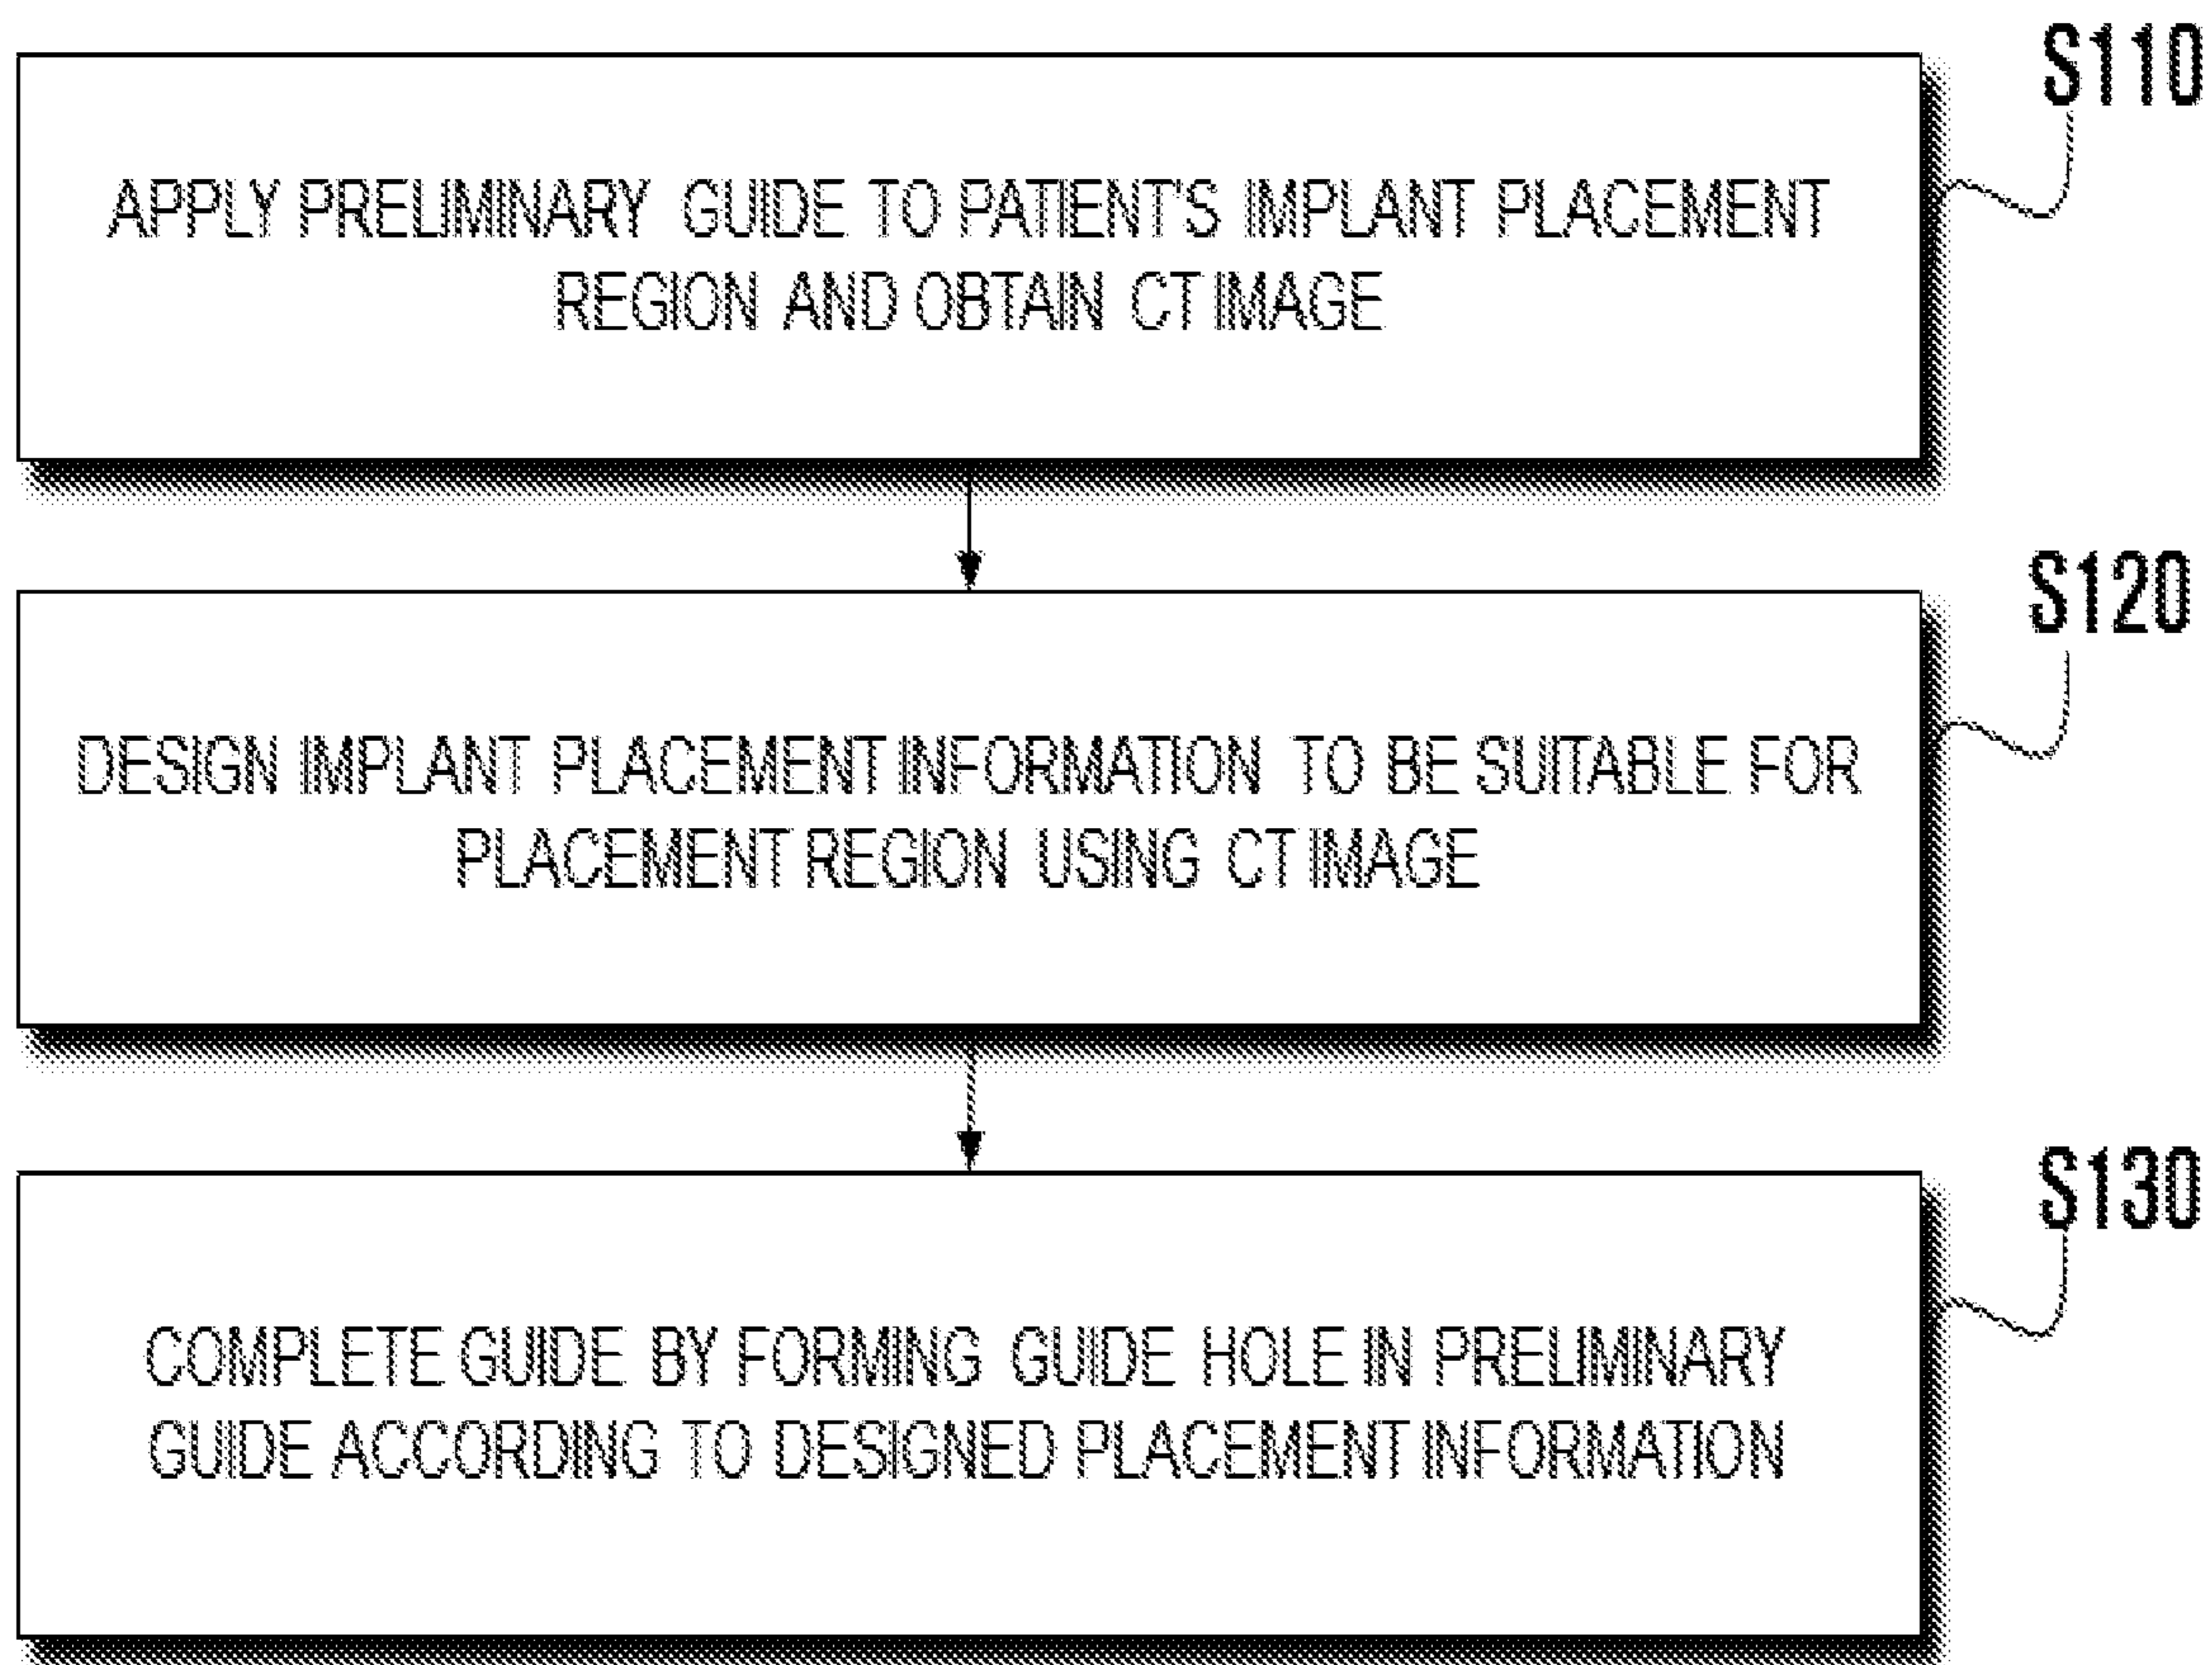 S110
APPLY PRELIMINARY GUIDE TO PATIENT'S IMPLANT PLACEMENT
REGION AND OBTAIN CT IMAGE
S120
DESIGN IMPLANT PLACEMENT INFORMATION TO BE SUITABLE FOR
PLACEMENT REGION USING CT IMAGE
S130
COMPLETE GUIDE BY FORMING GUIDE HOLE IN PRELIMINARY
GUIDE ACCORDING TO DESIGNED PLACEMENT INFORMATION